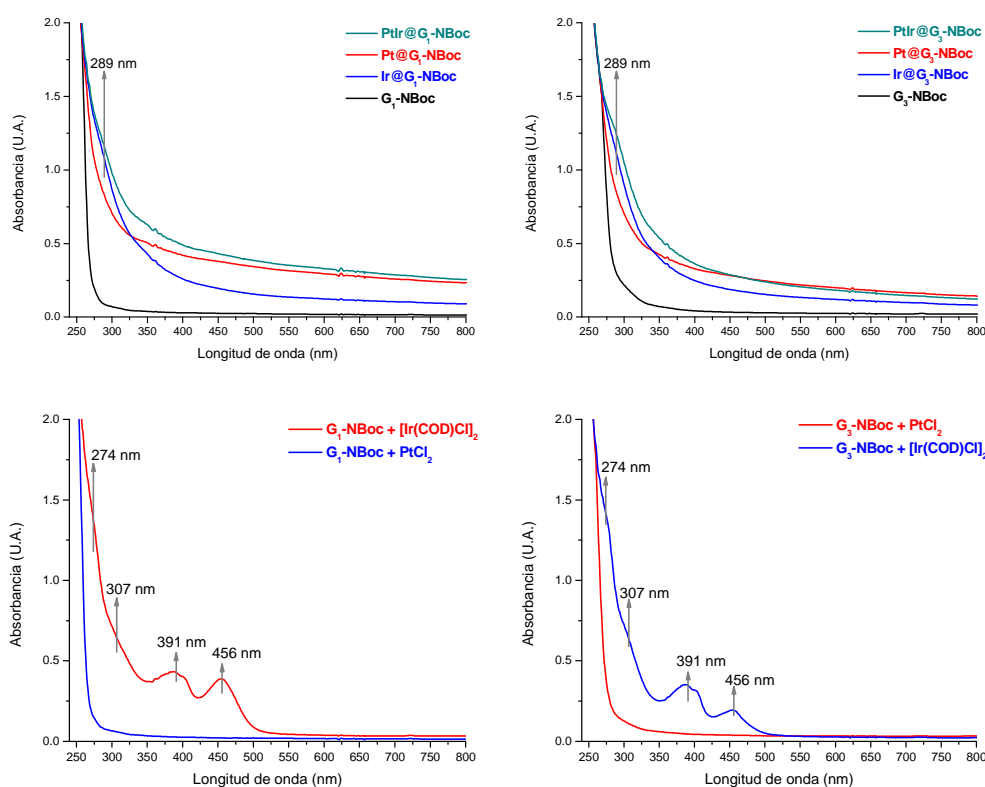 2.0
1.5
1.0
0.5
0.0
250 300 350 400 450 500 550 600 650 700 750 800
Absorbancia (U.A.)
Longitud de onda (nm)
289 nm
PtIr@G1-NBoc
Pt@G1-NBoc
Ir@G1-NBoc
G1-NBoc
2.0
1.5
1.0
0.5
0.0
250 300 350 400 450 500 550 600 650 700 750 800
Absorbancia (U.A.)
Longitud de onda (nm)
289 nm
PtIr@G3-NBoc
Pt@G3-NBoc
Ir@G3-NBoc
G3-NBoc
2.0
1.5
1.0
0.5
0.0
250 300 350 400 450 500 550 600 650 700 750 800
Absorbancia (U.A.)
Longitud de onda (nm)
G1-NBoc + [Ir(COD)Cl]2
G1-NBoc + PtCl2
274 nm
307 nm
391 nm
456 nm
2.0
1.5
1.0
0.5
0.0
250 300 350 400 450 500 550 600 650 700 750 800
Absorbancia (U.A.)
Longitud de onda (nm)
G3-NBoc + PtCl2
G3-NBoc + [Ir(COD)Cl]2
274 nm
307 nm
391 nm
456 nm